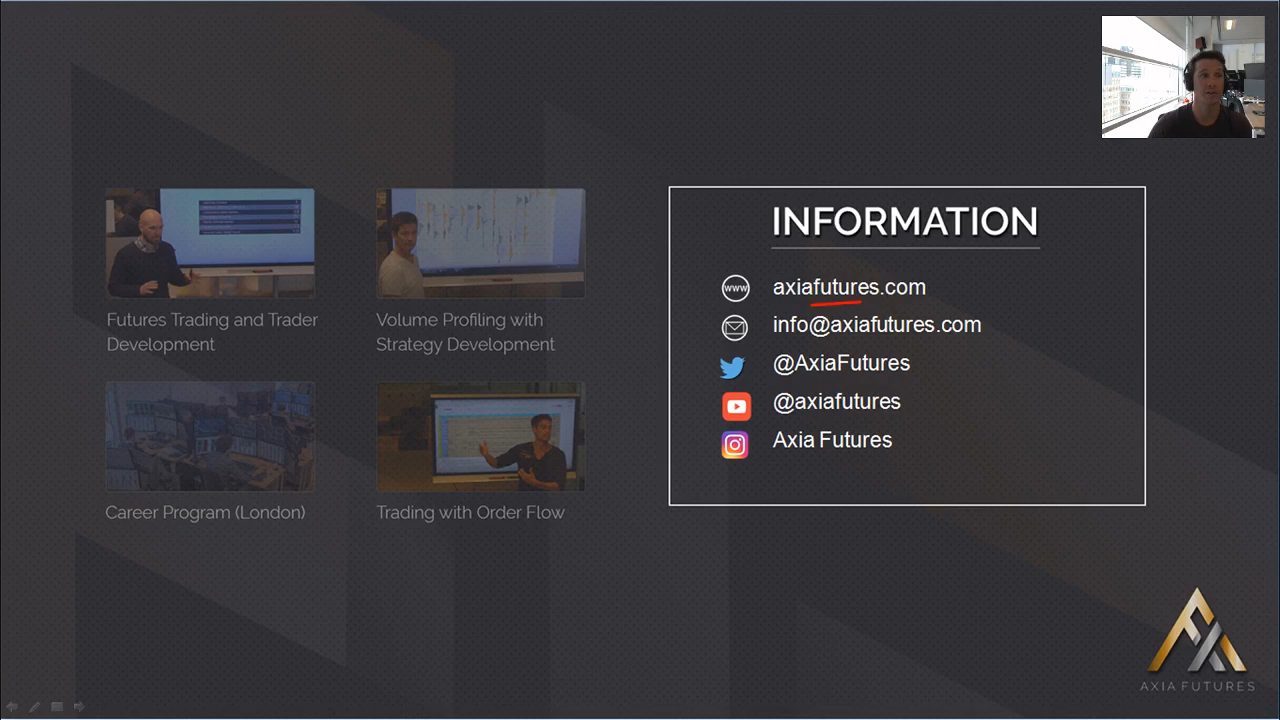 Futures Trading and Trader
Development
Volume Profiling with
Strategy Development
Career Program (London)
Trading with Order Flow
INFORMATION
www
axiafutures.com
info@axiafutures.com
@AxiaFutures
@axiafutures
Axia Futures
AXIA FUTURES